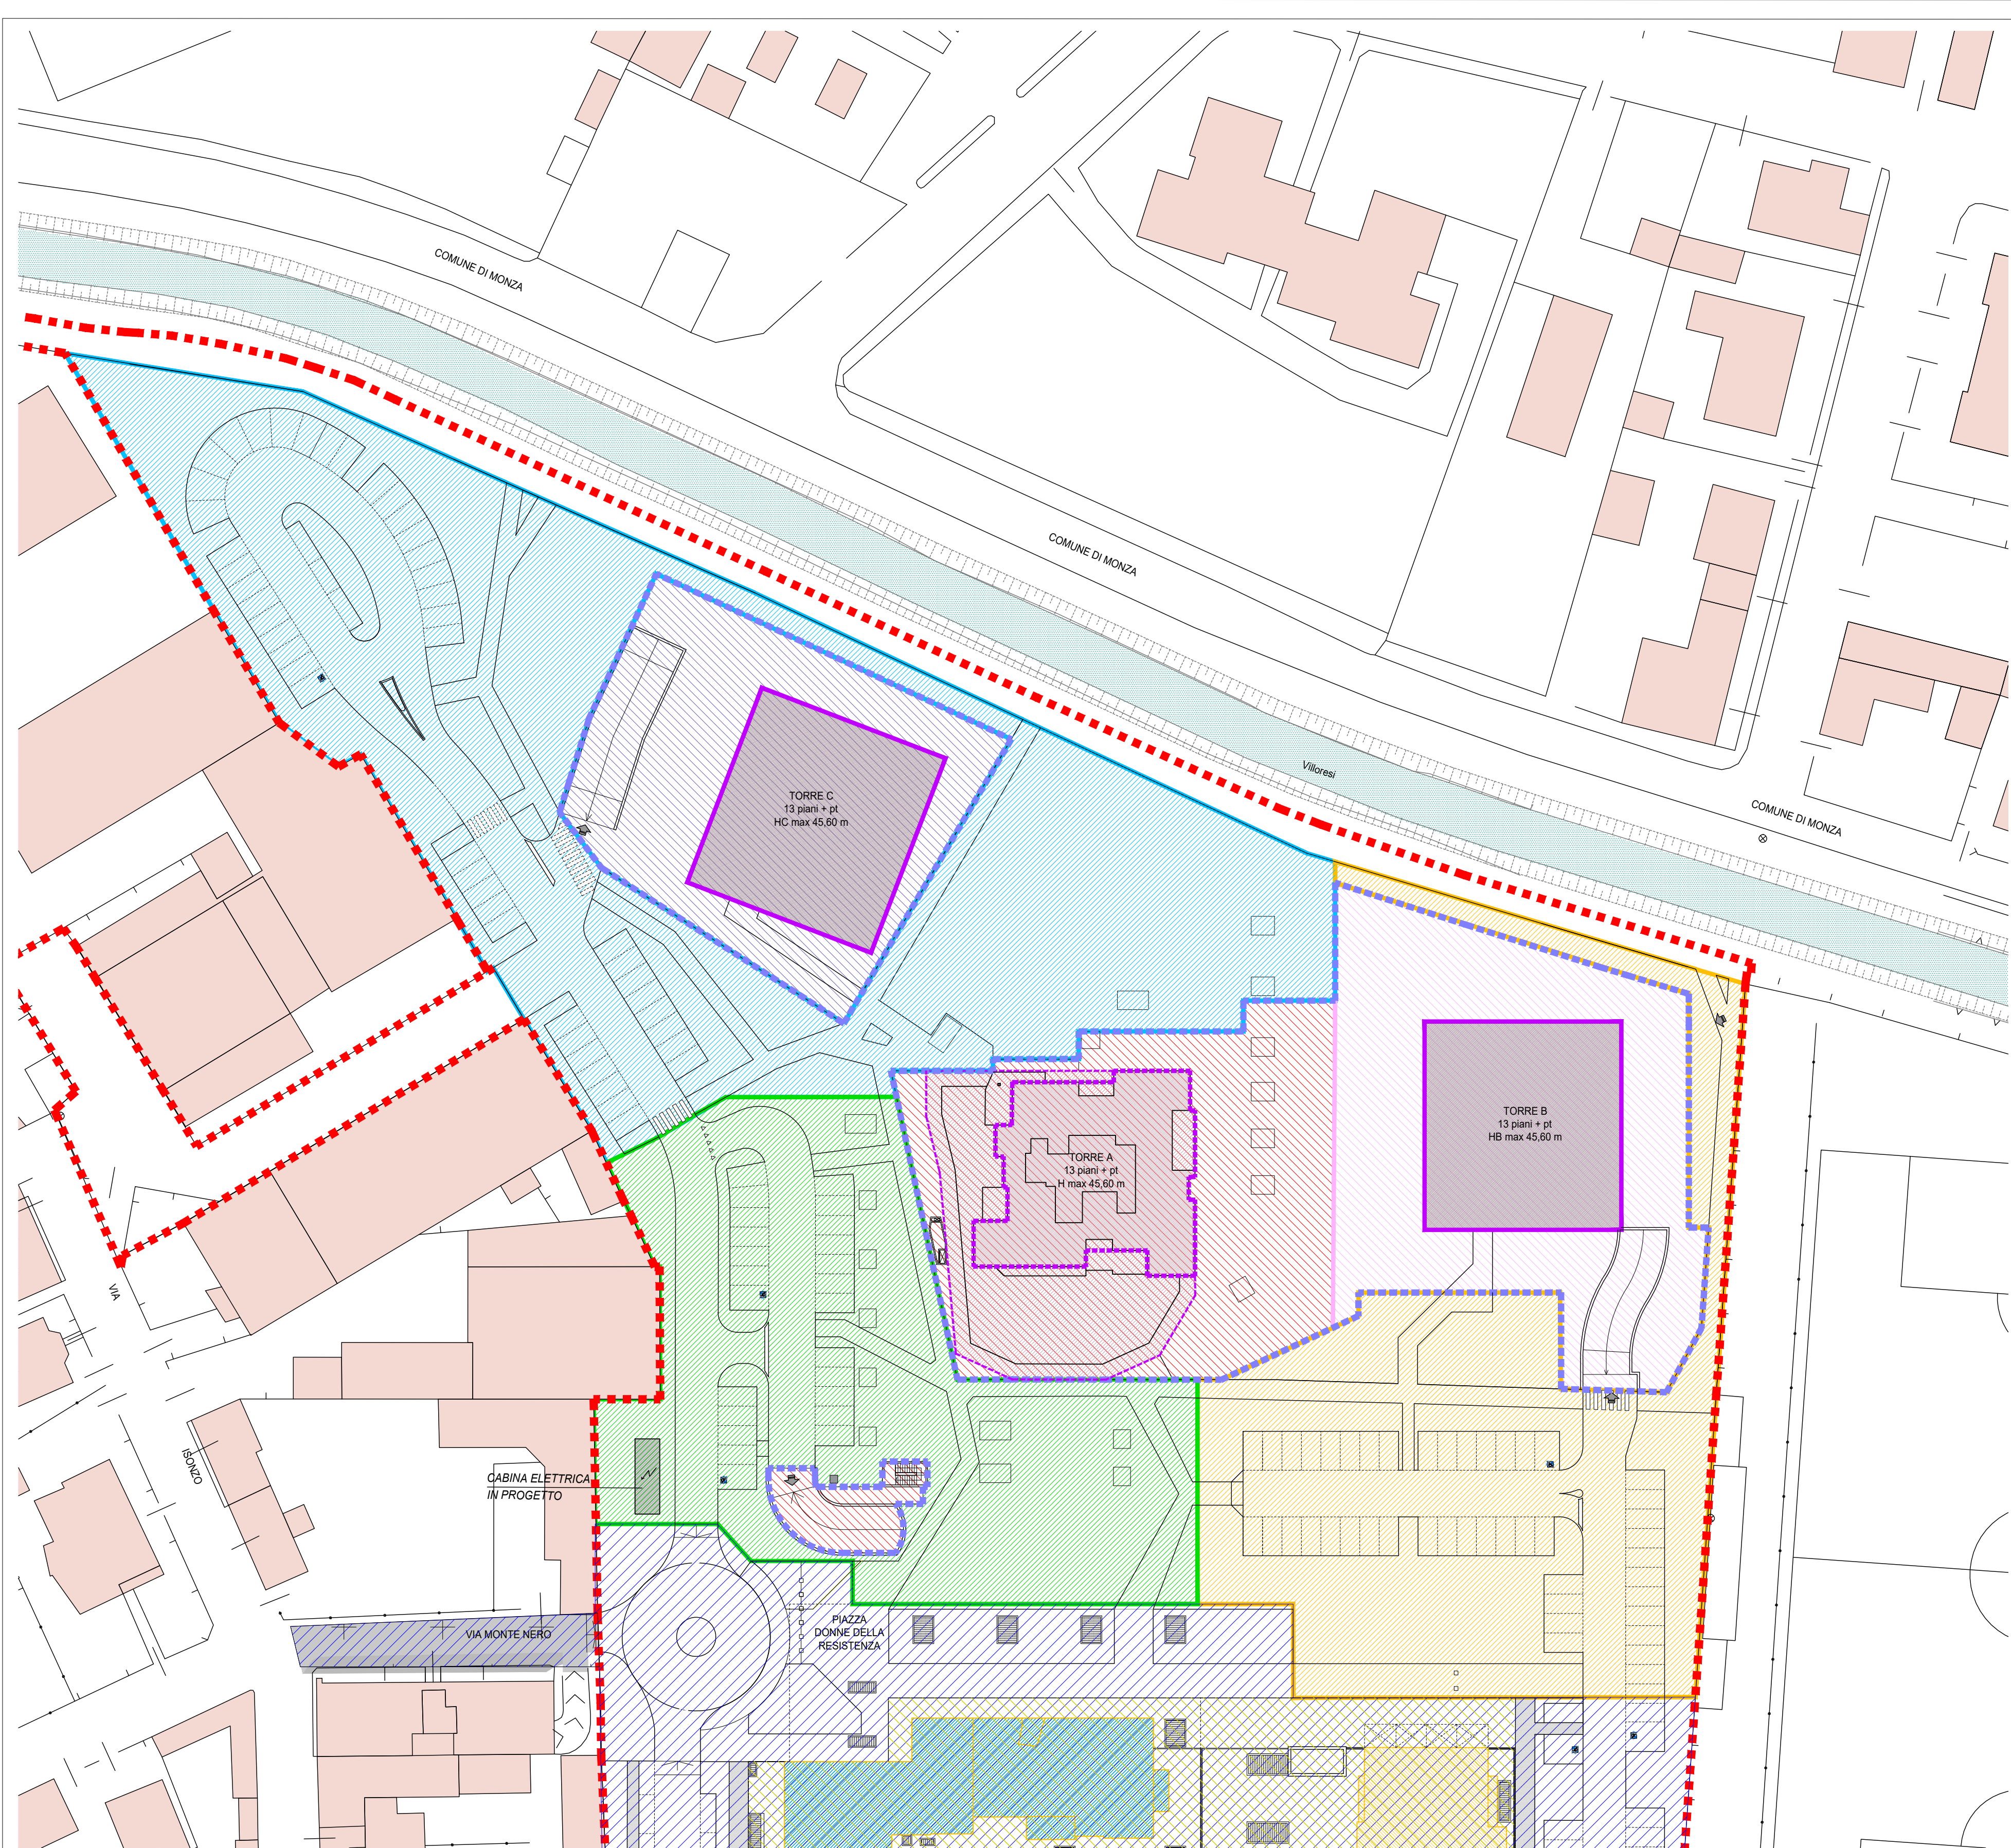 COMUNE DI MONZA
COMUNE DI MONZA
Villoresi
COMUNE DI MONZA
TORRE C
13 piani + pt
HC max 45,60 m
TORRE B
13 piani + pt
HB max 45,60 m
TORRE A
13 piani + pt
H max 45,60 m
VIA
ISONZO
CABINA ELETTRICA
IN PROGETTO
VIA MONTE NERO
PIAZZA
DONNE DELLA
RESISTENZA